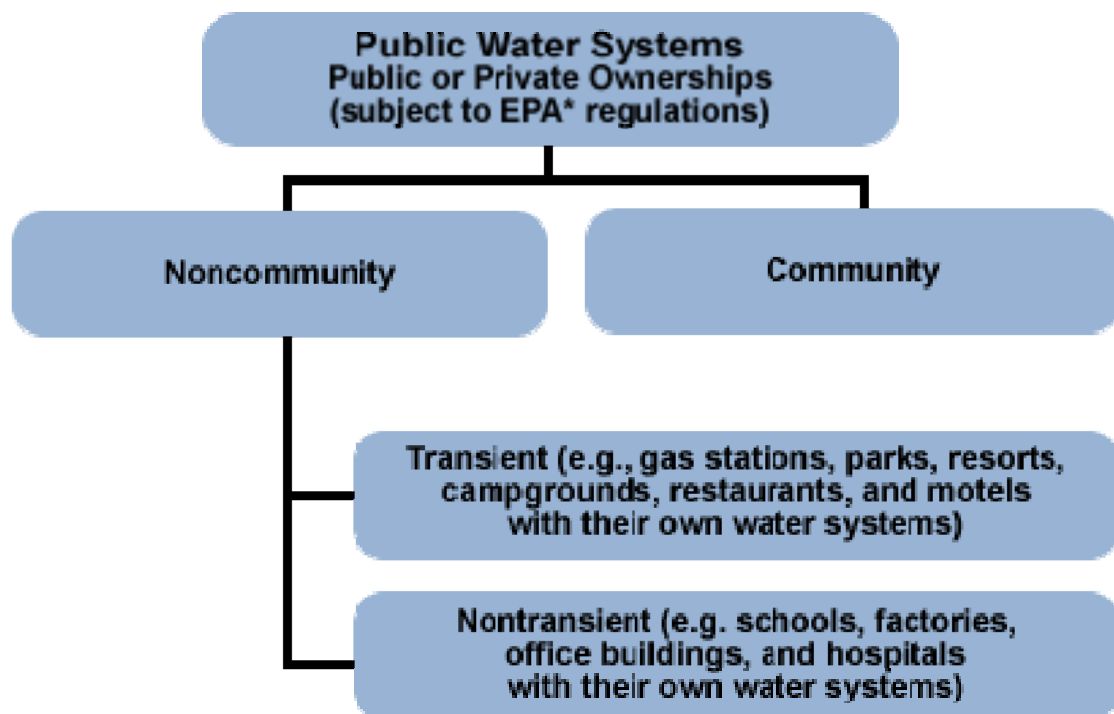 Public Water Systems
Public or Private Ownerships
(subject to EPA* regulations)
Noncommunity
Community
Transient (e.g., gas stations, parks, resorts,
campgrounds, restaurants, and motels
with their own water systems)
Nontransient (e.g. schools, factories,
office buildings, and hospitals
with their own water systems)